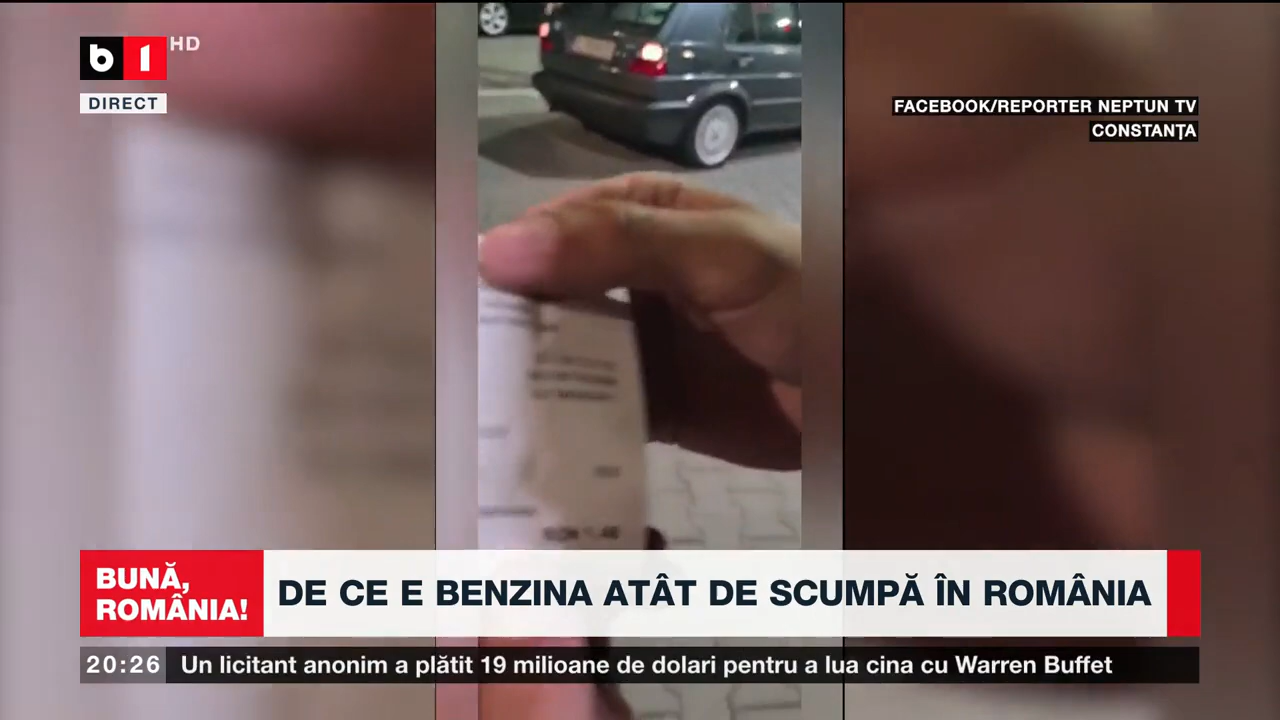 b1 HD
DIRECT
FACEBOOK/REPORTER NEPTUN TV
CONSTANȚA
BUNĂ,
ROMÂNIA!
DE CE E BENZINA ATÂT DE SCUMPĂ ÎN ROMÂNIA
20:26 Un licitant anonim a plătit 19 milioane de dolari pentru a lua cina cu Warren Buffet